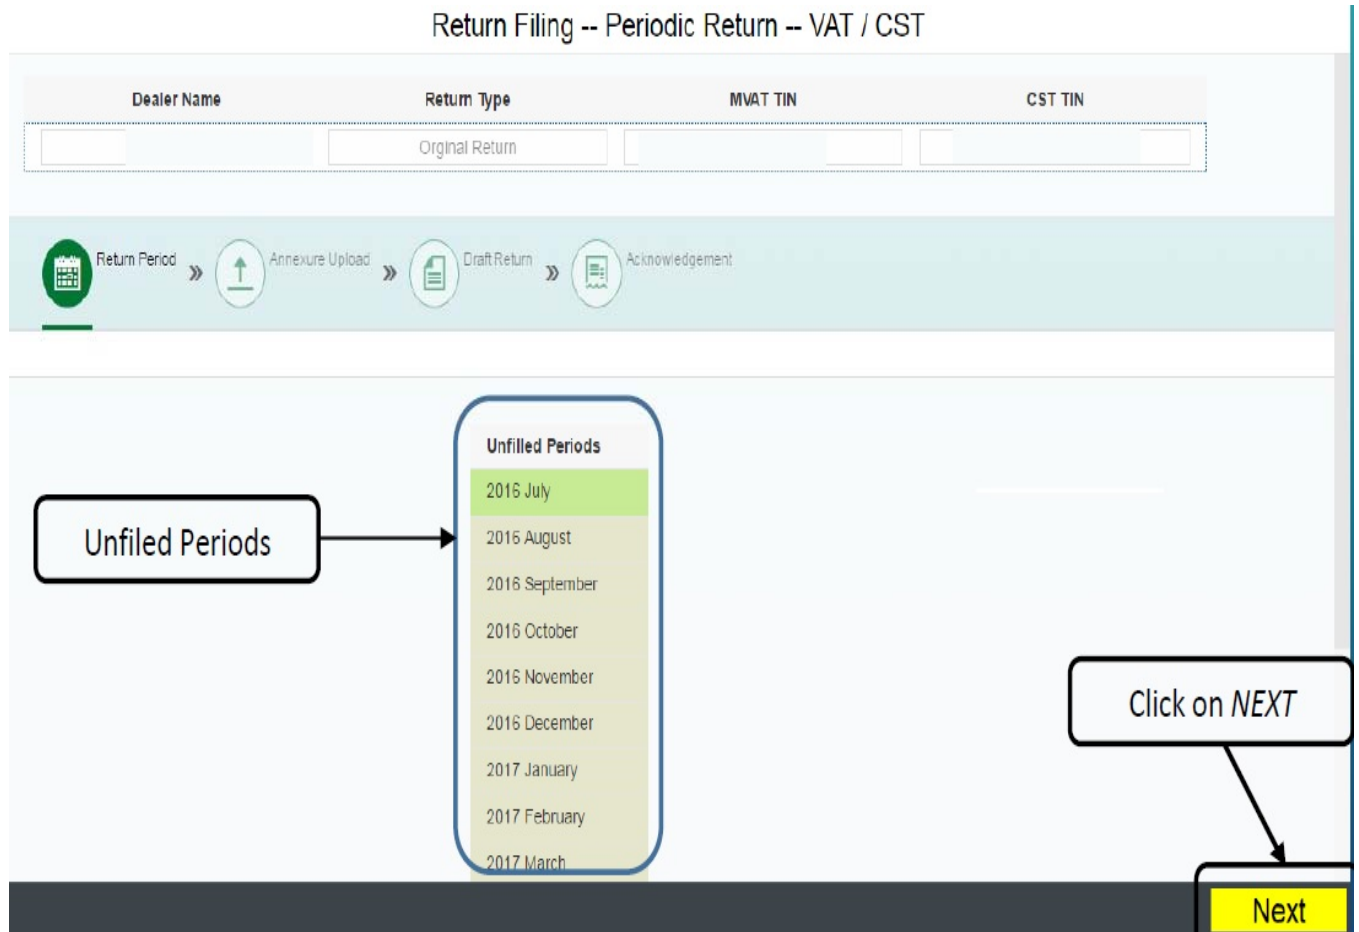 Return Filing -- Periodic Return -- VAT / CST
Dealer Name Return Type MVAT TIN CST TIN
Orginal Return
Return Period » Annexure Upload » Draft Return » Acknowledgement
Unfilled Periods
2016 July
Unfiled Periods
2016 August
2016 September
2016 October
2016 November
2016 December
2017 January
2017 February
2017 March
Click on NEXT
Next